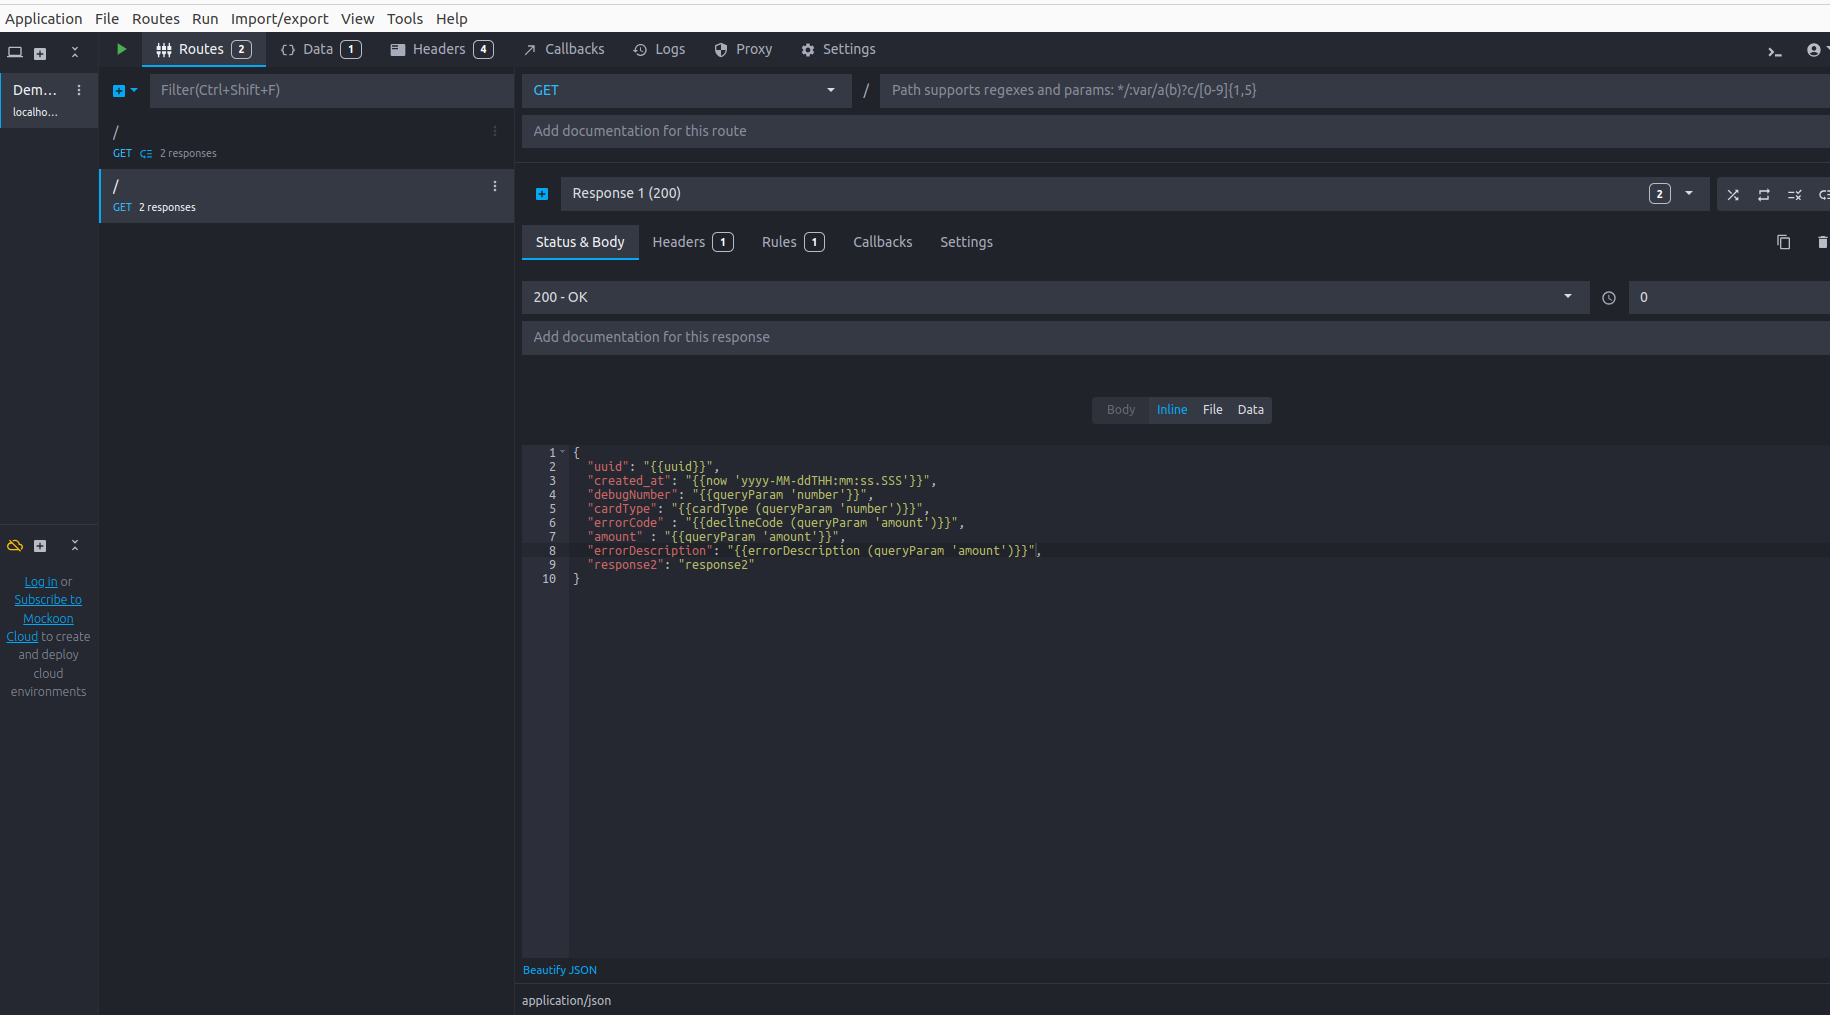 Application File Routes Run Import/export View Tools Help
Routes 2 {} Data 1 Headers 4 Callbacks Logs Proxy Settings
Dem...
localho...
Filter(Ctrl+Shift+F)
/
GET 2 responses
/
GET 2 responses
Log in or
Subscribe to
Mockoon
Cloud to create
and deploy
cloud
environments
GET / Path supports regexes and params: */:var/a(b)?c/[0-9]{1,5}
Add documentation for this route
Response 1 (200) 2
Status & Body Headers 1 Rules 1 Callbacks Settings
200 - OK 0
Add documentation for this response
Body Inline File Data
1 {
2 "uuid": "{{uuid}}",
3 "created_at": "{{now 'yyyy-MM-ddTHH:mm:ss.SSS'}}",
4 "debugNumber": "{{queryParam 'number'}}",
5 "cardType": "{{cardType (queryParam 'number')}}",
6 "errorCode" : "{{declineCode (queryParam 'amount')}}",
7 "amount" : "{{queryParam 'amount'}}",
8 "errorDescription": "{{errorDescription (queryParam 'amount')}}",
9 "response2": "response2"
10 }
Beautify JSON
application/json